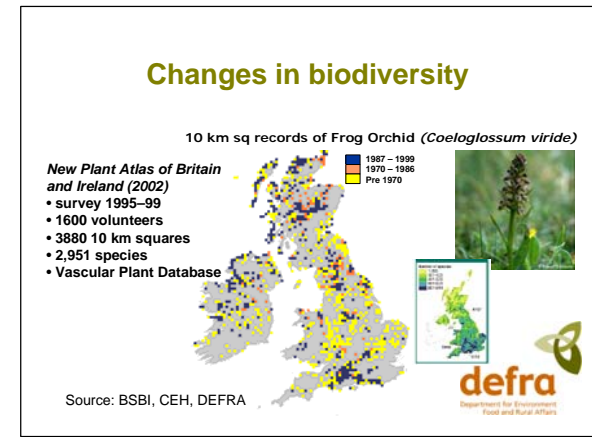 Changes in biodiversity
10 km sq records of Frog Orchid (Coeloglossum viride)
1987 – 1999
1970 – 1986
Pre 1970
New Plant Atlas of Britain
and Ireland (2002)
• survey 1995–99
• 1600 volunteers
• 3880 10 km squares
• 2,951 species
• Vascular Plant Database
defra
Department for Environment
Food and Rural Affairs
Source: BSBI, CEH, DEFRA